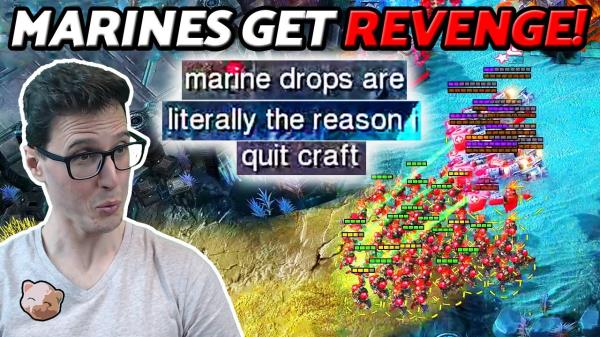 MARINES GET REVENGE!
marine drops are
literally the reason i
quit craft